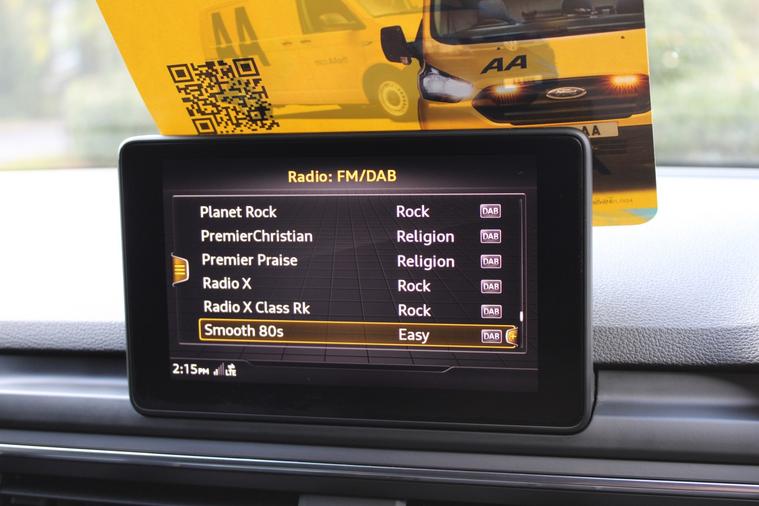 AA
AA
AA
Radio: FM/DAB
Planet Rock Rock DAB
PremierChristian Religion DAB
Premier Praise Religion DAB
Radio X Rock DAB
Radio X Class Rk Rock DAB
Smooth 80s Easy DAB
2:15PM LTE